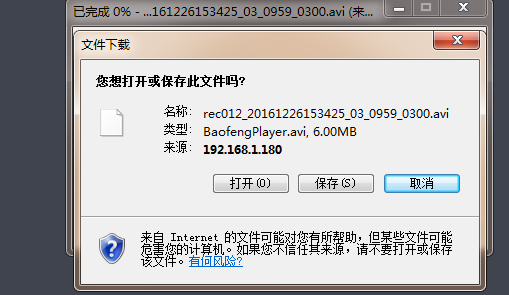 已完成 0% - ...161226153425_03_0959_0300.avi (来...
文件下载
您想打开或保存此文件吗?
名称: rec012_20161226153425_03_0959_0300.avi
类型: BaofengPlayer.avi, 6.00MB
来源: 192.168.1.180
打开(O) 保存(S) 取消
来自 Internet 的文件可能对您有所帮助，但某些文件可能
危害您的计算机。如果您不信任其来源，请不要打开或保存
该文件。有何风险?